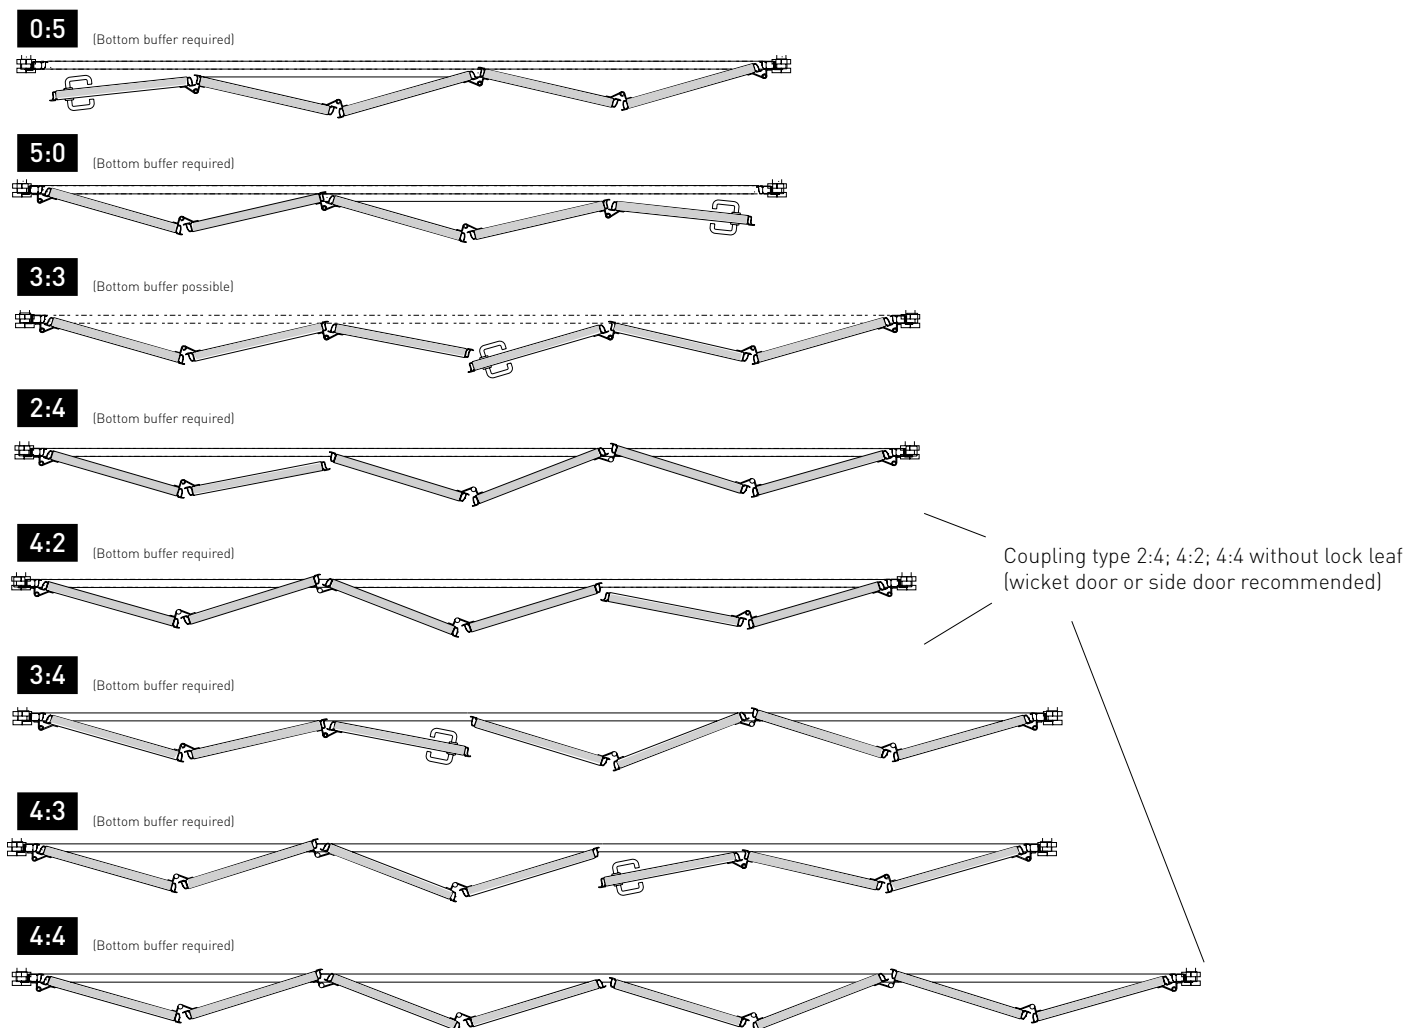 0:5
(Bottom buffer required)
5:0
(Bottom buffer required)
3:3
(Bottom buffer possible)
2:4
(Bottom buffer required)
4:2
(Bottom buffer required)
Coupling type 2:4; 4:2; 4:4 without lock leaf
(wicket door or side door recommended)
3:4
(Bottom buffer required)
4:3
(Bottom buffer required)
4:4
(Bottom buffer required)